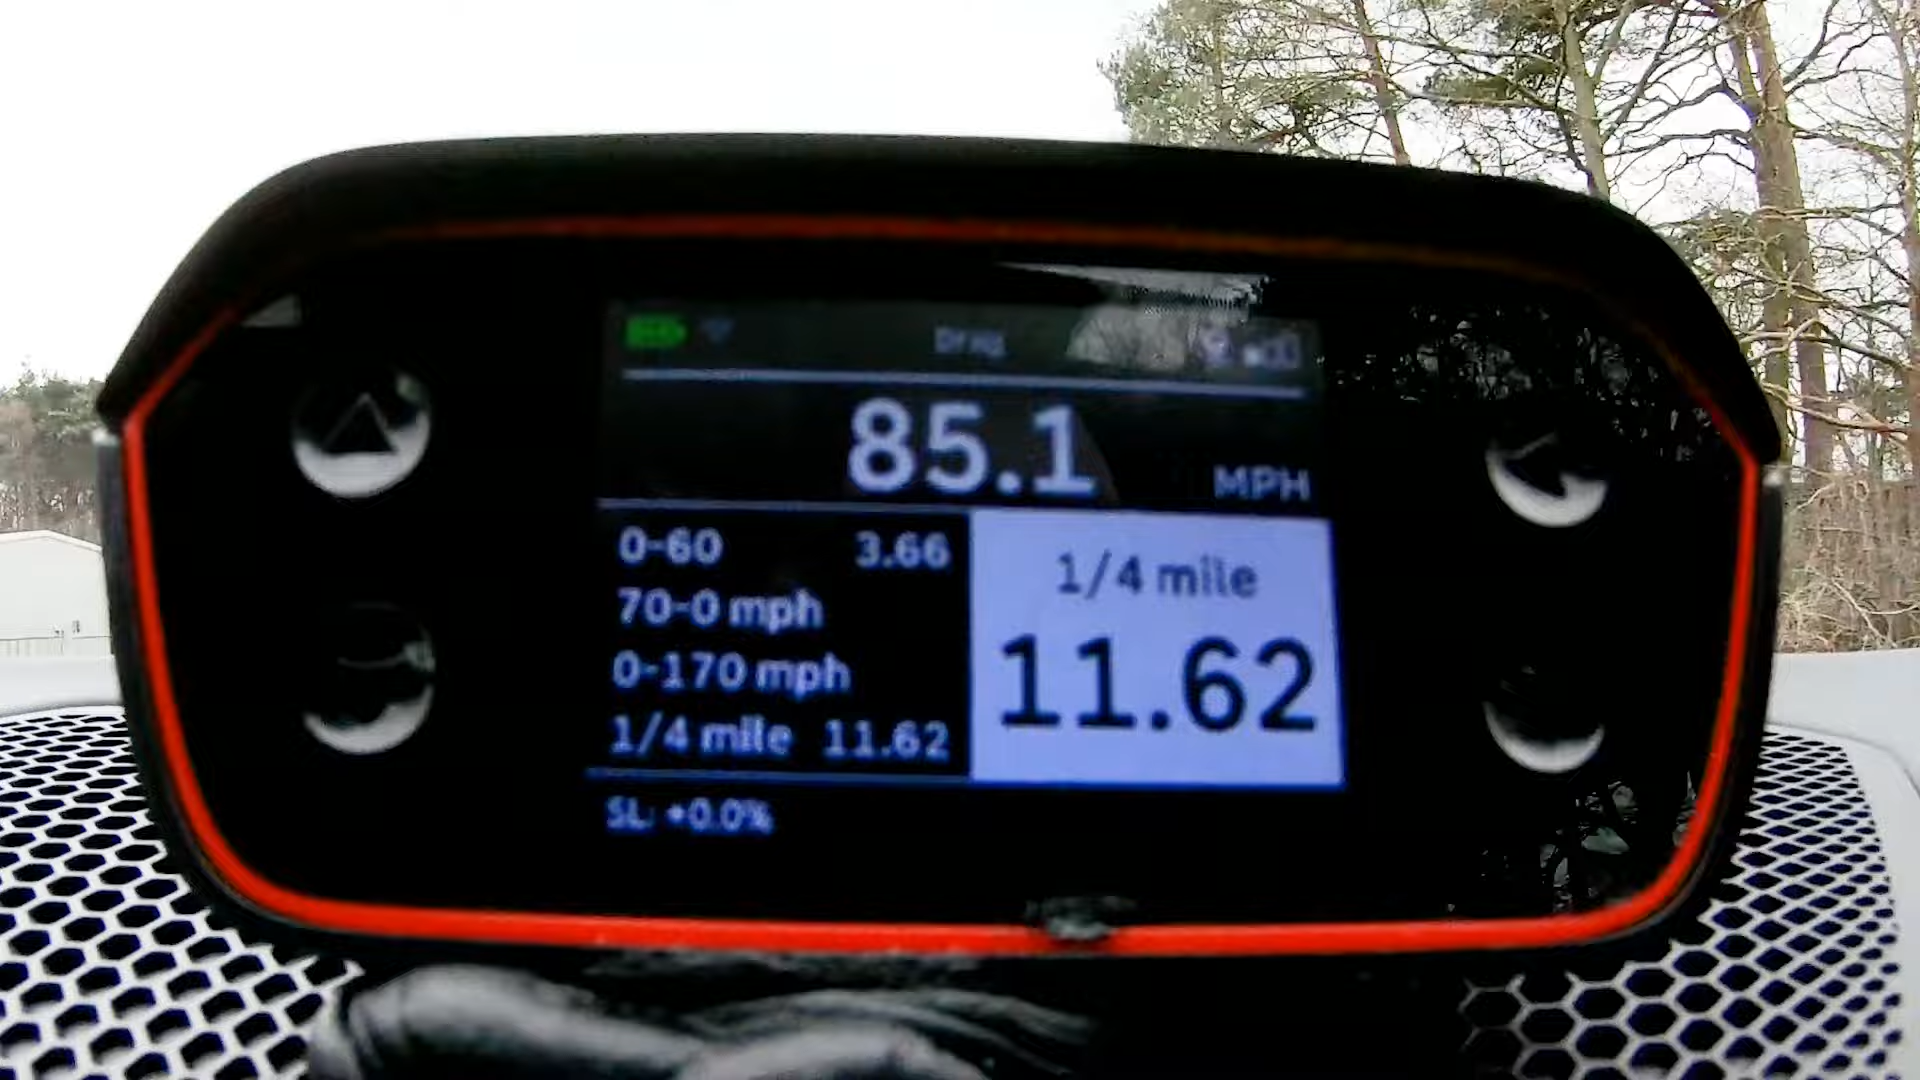 Drag
85.1 MPH
0-60 3.66
70-0 mph
0-170 mph
1/4 mile 11.62
1/4 mile
11.62
SL: +0.0%